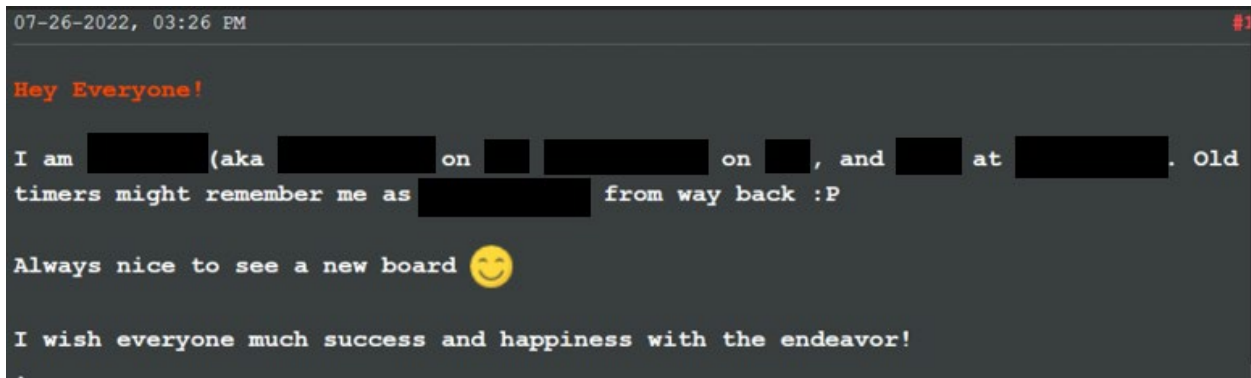 07-26-2022, 03:26 PM #1
Hey Everyone!
I am (aka on on , and at . Old
timers might remember me as from way back :P
Always nice to see a new board
I wish everyone much success and happiness with the endeavor!